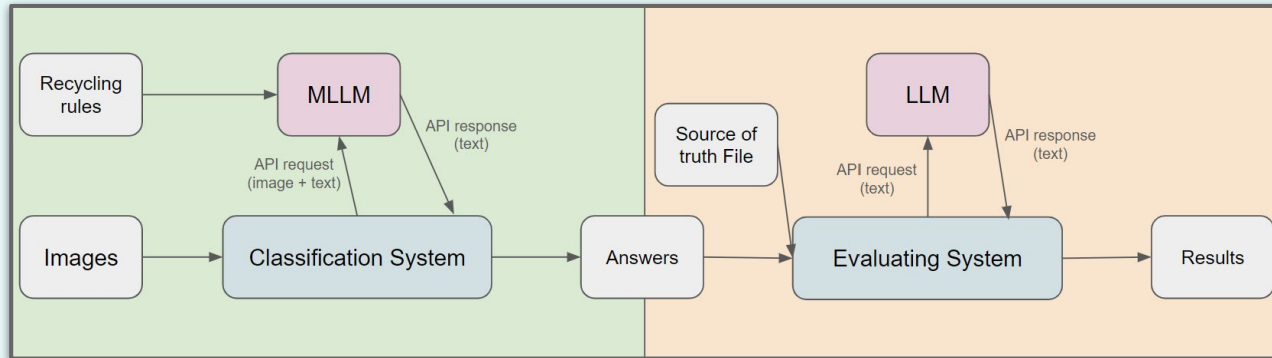 Recycling
rules
MLLM
API response
(text)
API request
(image + text)
Images
Classification System
Answers
Source of
truth File
LLM
API response
(text)
API request
(text)
Evaluating System
Results